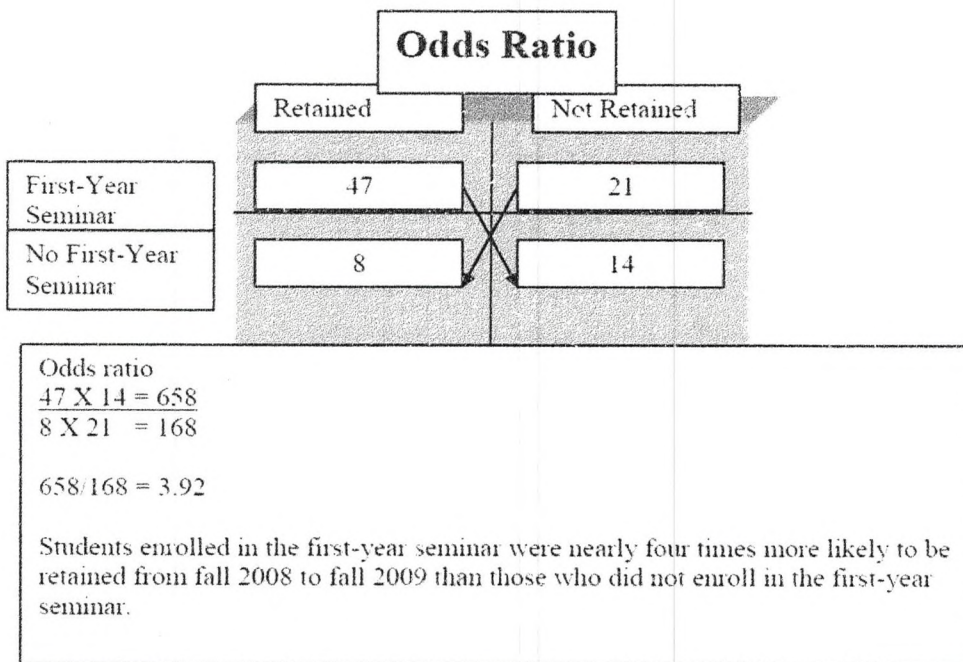 Odds Ratio
Retained Not Retained
First-Year 47 21
Seminar
No First-Year 8 14
Seminar
Odds ratio
47 X 14 = 658
8 X 21 = 168
658/168 = 3.92
Students enrolled in the first-year seminar were nearly four times more likely to be
retained from fall 2008 to fall 2009 than those who did not enroll in the first-year
seminar.